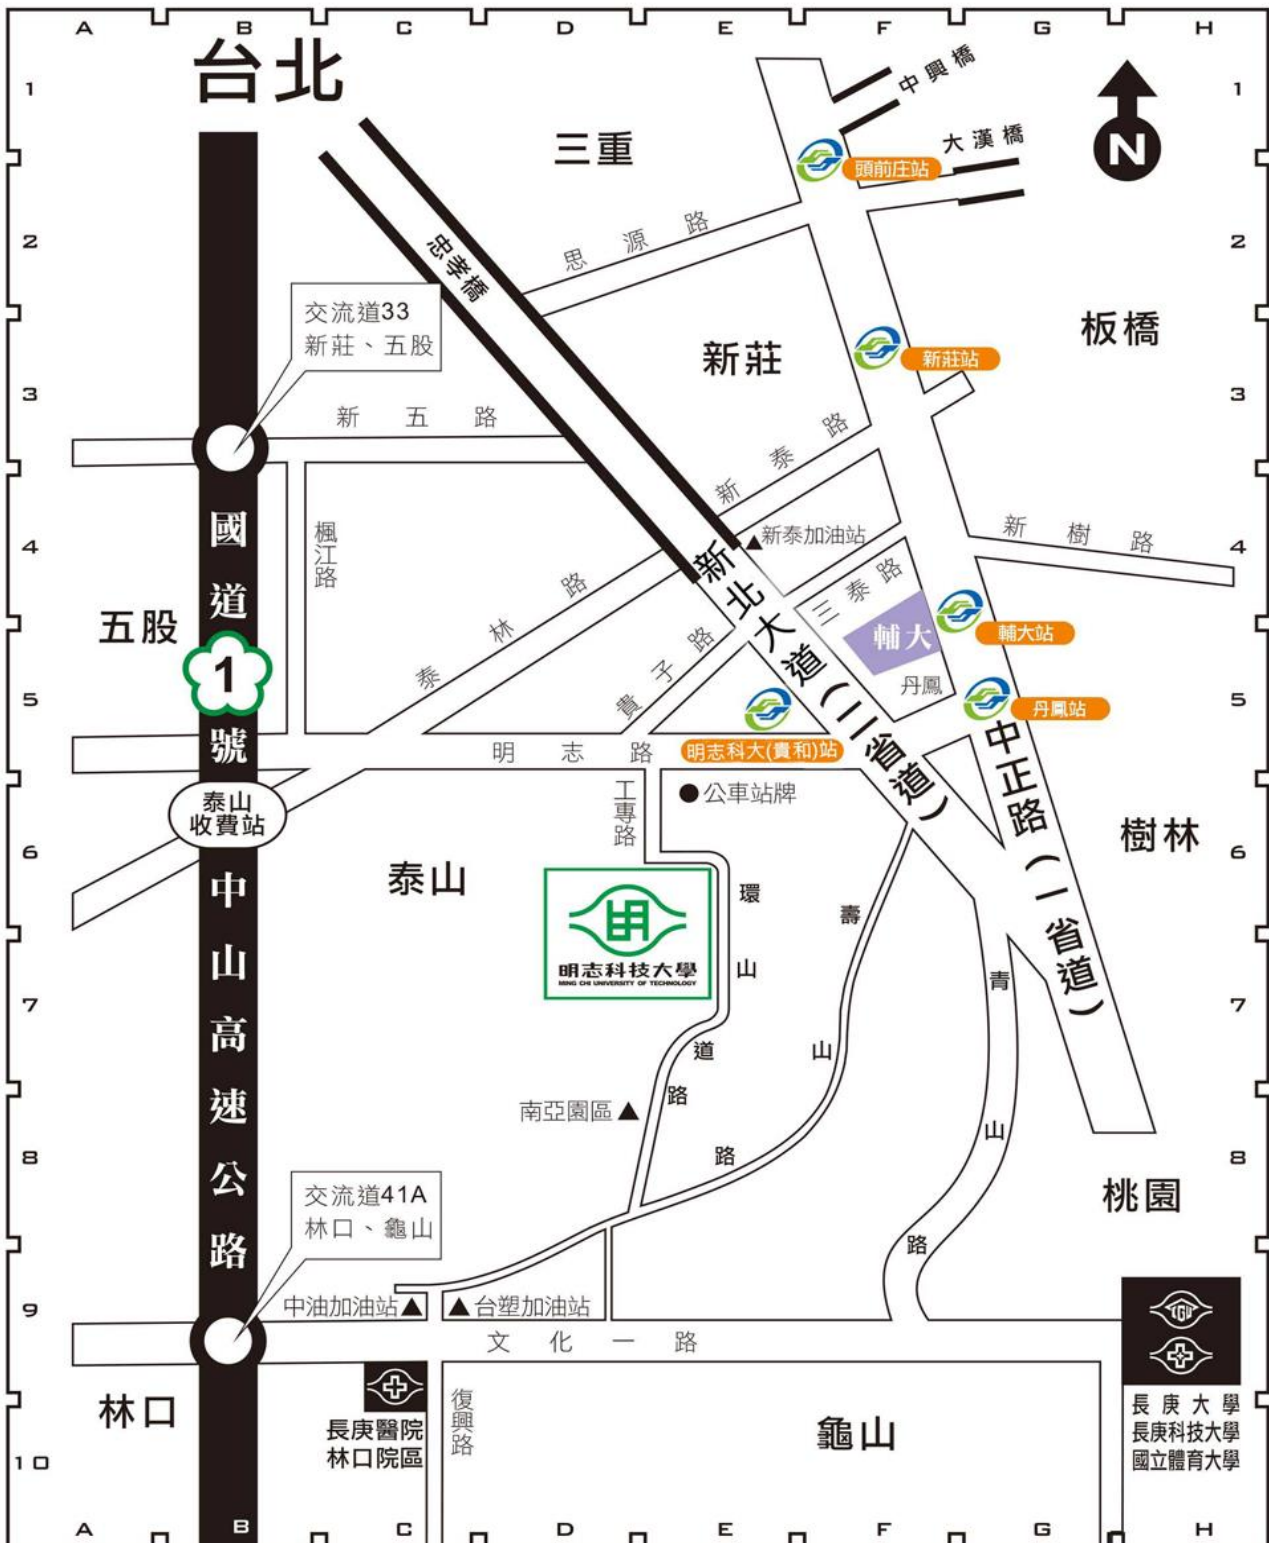 A B C D E F G H
1
2
3
4
5
6
7
8
9
10
1
2
3
4
5
6
7
8
台北
三重
中興橋
大漢橋
N
頭前庄站
思源路
忠孝橋
交流道33
新莊、五股
新莊
新莊站
板橋
新五路
新泰路
新泰加油站
新樹路
楓江路
國道
1
號
中山高速公路
五股
泰林路
貴子路
三泰路
輔大
輔大站
丹鳳
丹鳳站
新北大道(二省道)
中正路(一省道)
明志路
明志科大(貴和)站
工專路
公車站牌
泰山
收費站
泰山
樹林
明
明志科技大學
MING CHI UNIVERSITY OF TECHNOLOGY
環山道路
壽山路
青山路
南亞園區
桃園
交流道41A
林口、龜山
中油加油站
台塑加油站
文化一路
林口
長庚醫院
林口院區
復興路
龜山
CGU
長庚大學
長庚科技大學
國立體育大學
A B C D E F G H